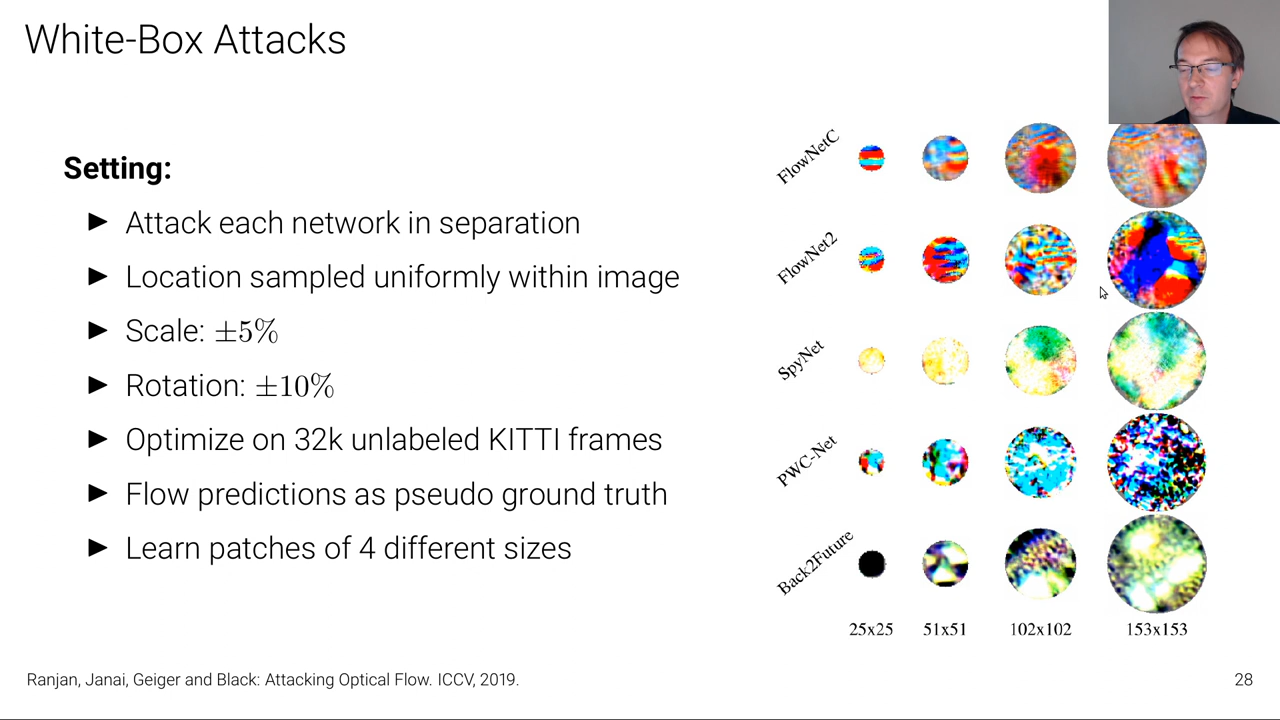 White-Box Attacks
Setting:
▶ Attack each network in separation
▶ Location sampled uniformly within image
▶ Scale: ±5%
▶ Rotation: ±10%
▶ Optimize on 32k unlabeled KITTI frames
▶ Flow predictions as pseudo ground truth
▶ Learn patches of 4 different sizes
FlowNetC
FlowNet2
SpyNet
PWC-Net
Back2Future
25x25 51x51 102x102 153x153
Ranjan, Janai, Geiger and Black: Attacking Optical Flow. ICCV, 2019.
28